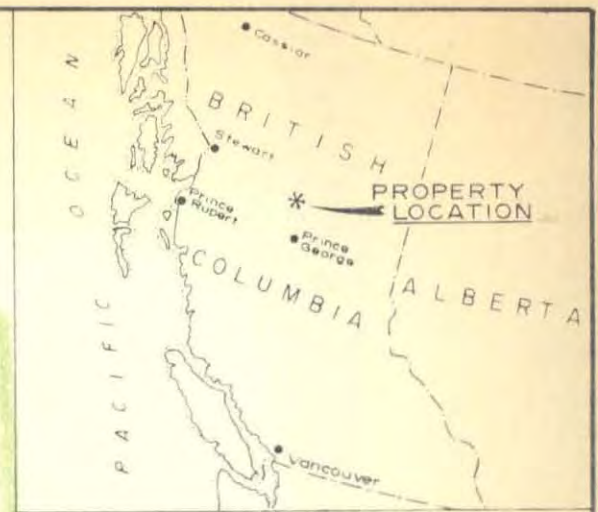 Cassiar
BRITISH
Stewart
PACIFIC OCEAN
Prince
Rupert
PROPERTY
LOCATION
Prince
George
COLUMBIA
ALBERTA
Vancouver